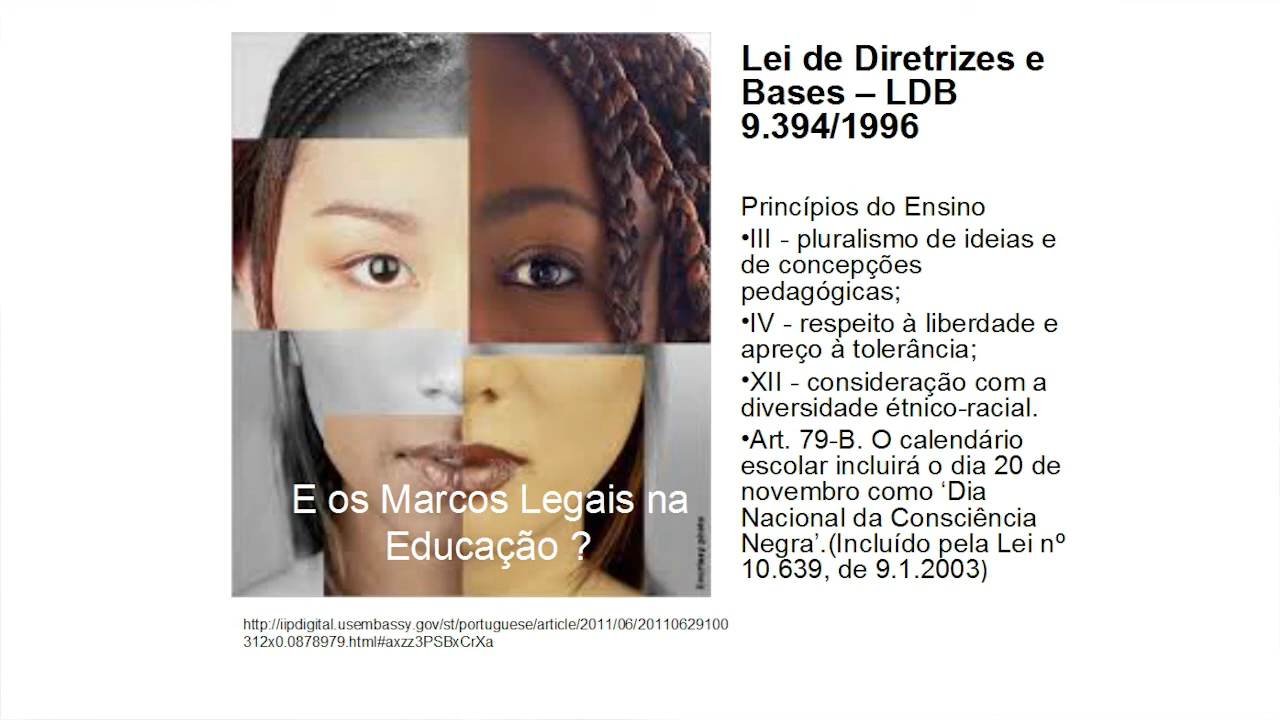 Lei de Diretrizes e
Bases – LDB
9.394/1996
Princípios do Ensino
•III - pluralismo de ideias e
de concepções
pedagógicas;
•IV - respeito à liberdade e
apreço à tolerância;
•XII - consideração com a
diversidade étnico-racial.
•Art. 79-B. O calendário
escolar incluirá o dia 20 de
novembro como ‘Dia
Nacional da Consciência
Negra’.(Incluído pela Lei nº
10.639, de 9.1.2003)
E os Marcos Legais na
Educação ?
Courtesy photo
http://iipdigital.usembassy.gov/st/portuguese/article/2011/06/20110629100
312x0.0878979.html#axzz3PSBxCrXa